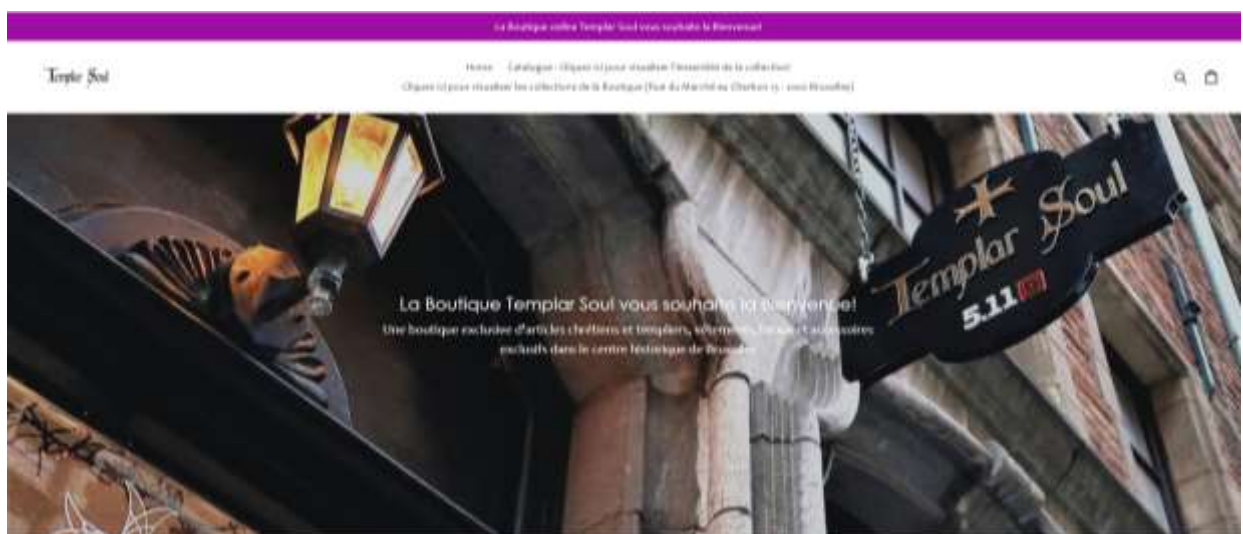 La Boutique online Templar Soul vous souhaite la Bienvenue!
Templar Soul
Home Catalogue : Cliquez ici pour visualiser l'ensemble de la collection!
Cliquez ici pour visualiser les collections de la Boutique (Rue du Marché au Charbon 13 - 1000 Bruxelles)
Templar Soul
5.11
La Boutique Templar Soul vous souhaite la Bienvenue!
Une boutique exclusive d'articles chrétiens et templiers, vêtements, bijoux et accessoires
exclusifs dans le centre historique de Bruxelles